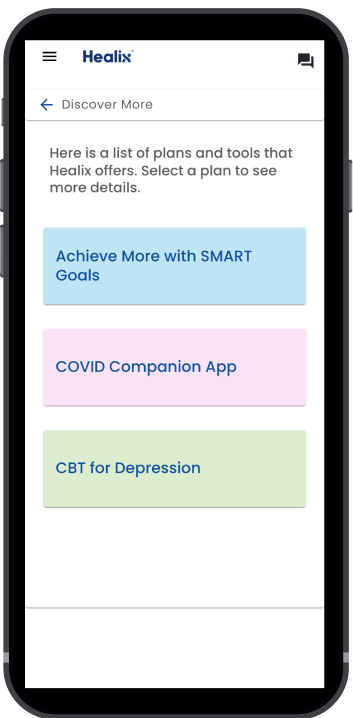 Healix™
Discover More
Here is a list of plans and tools that
Healix offers. Select a plan to see
more details.
Achieve More with SMART
Goals
COVID Companion App
CBT for Depression